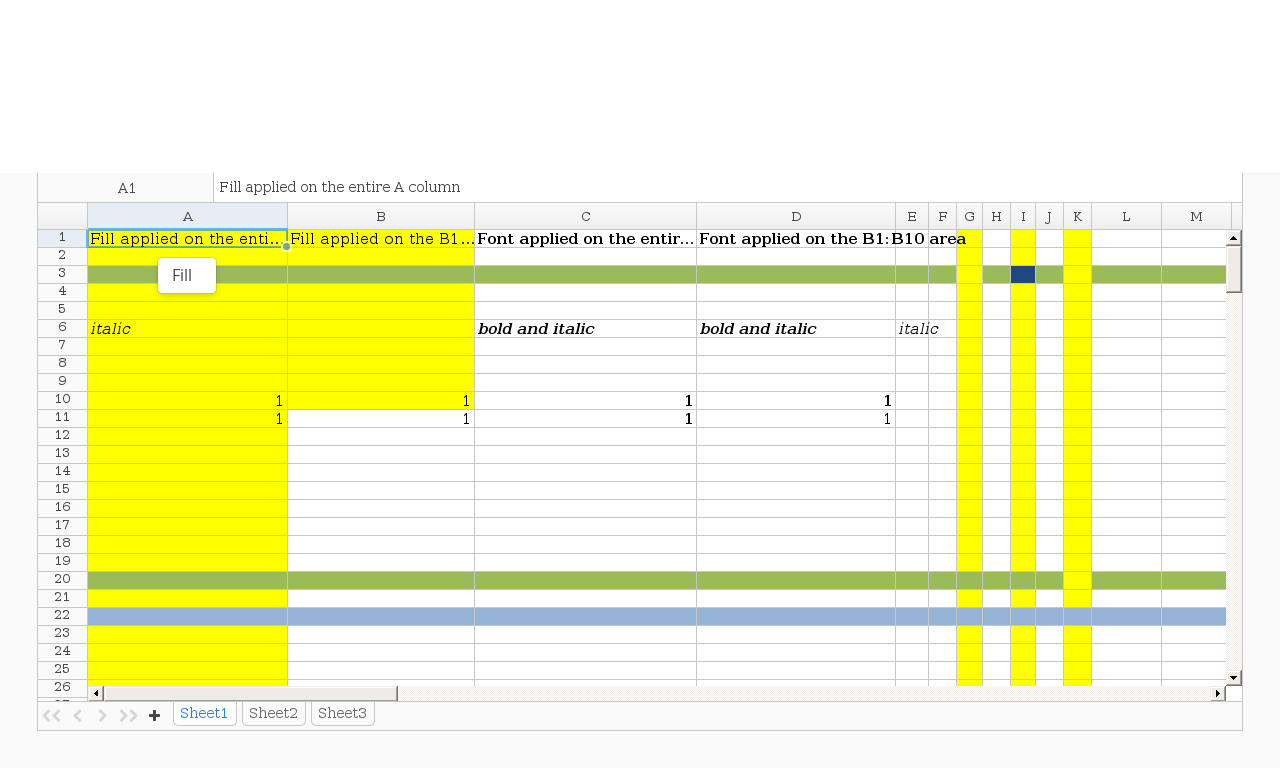 A1 Fill applied on the entire A column
A B C D E F G H I J K L M
1 Fill applied on the enti... Fill applied on the B1... Font applied on the entir... Font applied on the B1:B10 area
2
3
Fill
4
5
6 italic bold and italic bold and italic italic
7
8
9
10 1 1 1 1
11 1 1 1 1
12
13
14
15
16
17
18
19
20
21
22
23
24
25
26
Sheet1 Sheet2 Sheet3